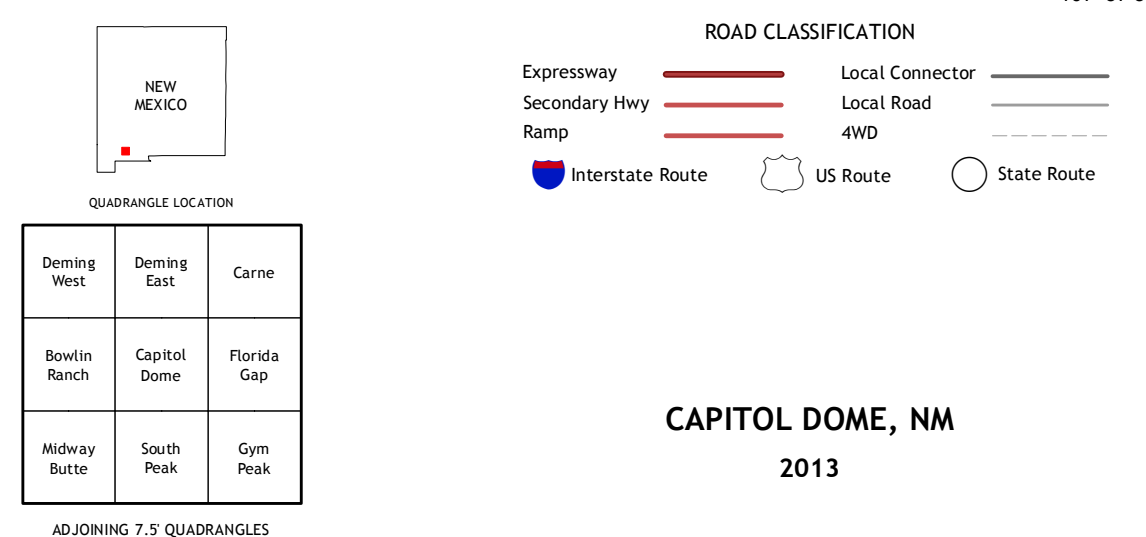 NEW
MEXICO
QUADRANGLE LOCATION
Deming
West
Deming
East
Carne
Bowlin
Ranch
Capitol
Dome
Florida
Gap
Midway
Butte
South
Peak
Gym
Peak
ADJOINING 7.5' QUADRANGLES
ROAD CLASSIFICATION
Expressway
Local Connector
Secondary Hwy
Local Road
Ramp
4WD
Interstate Route
US Route
State Route
CAPITOL DOME, NM
2013